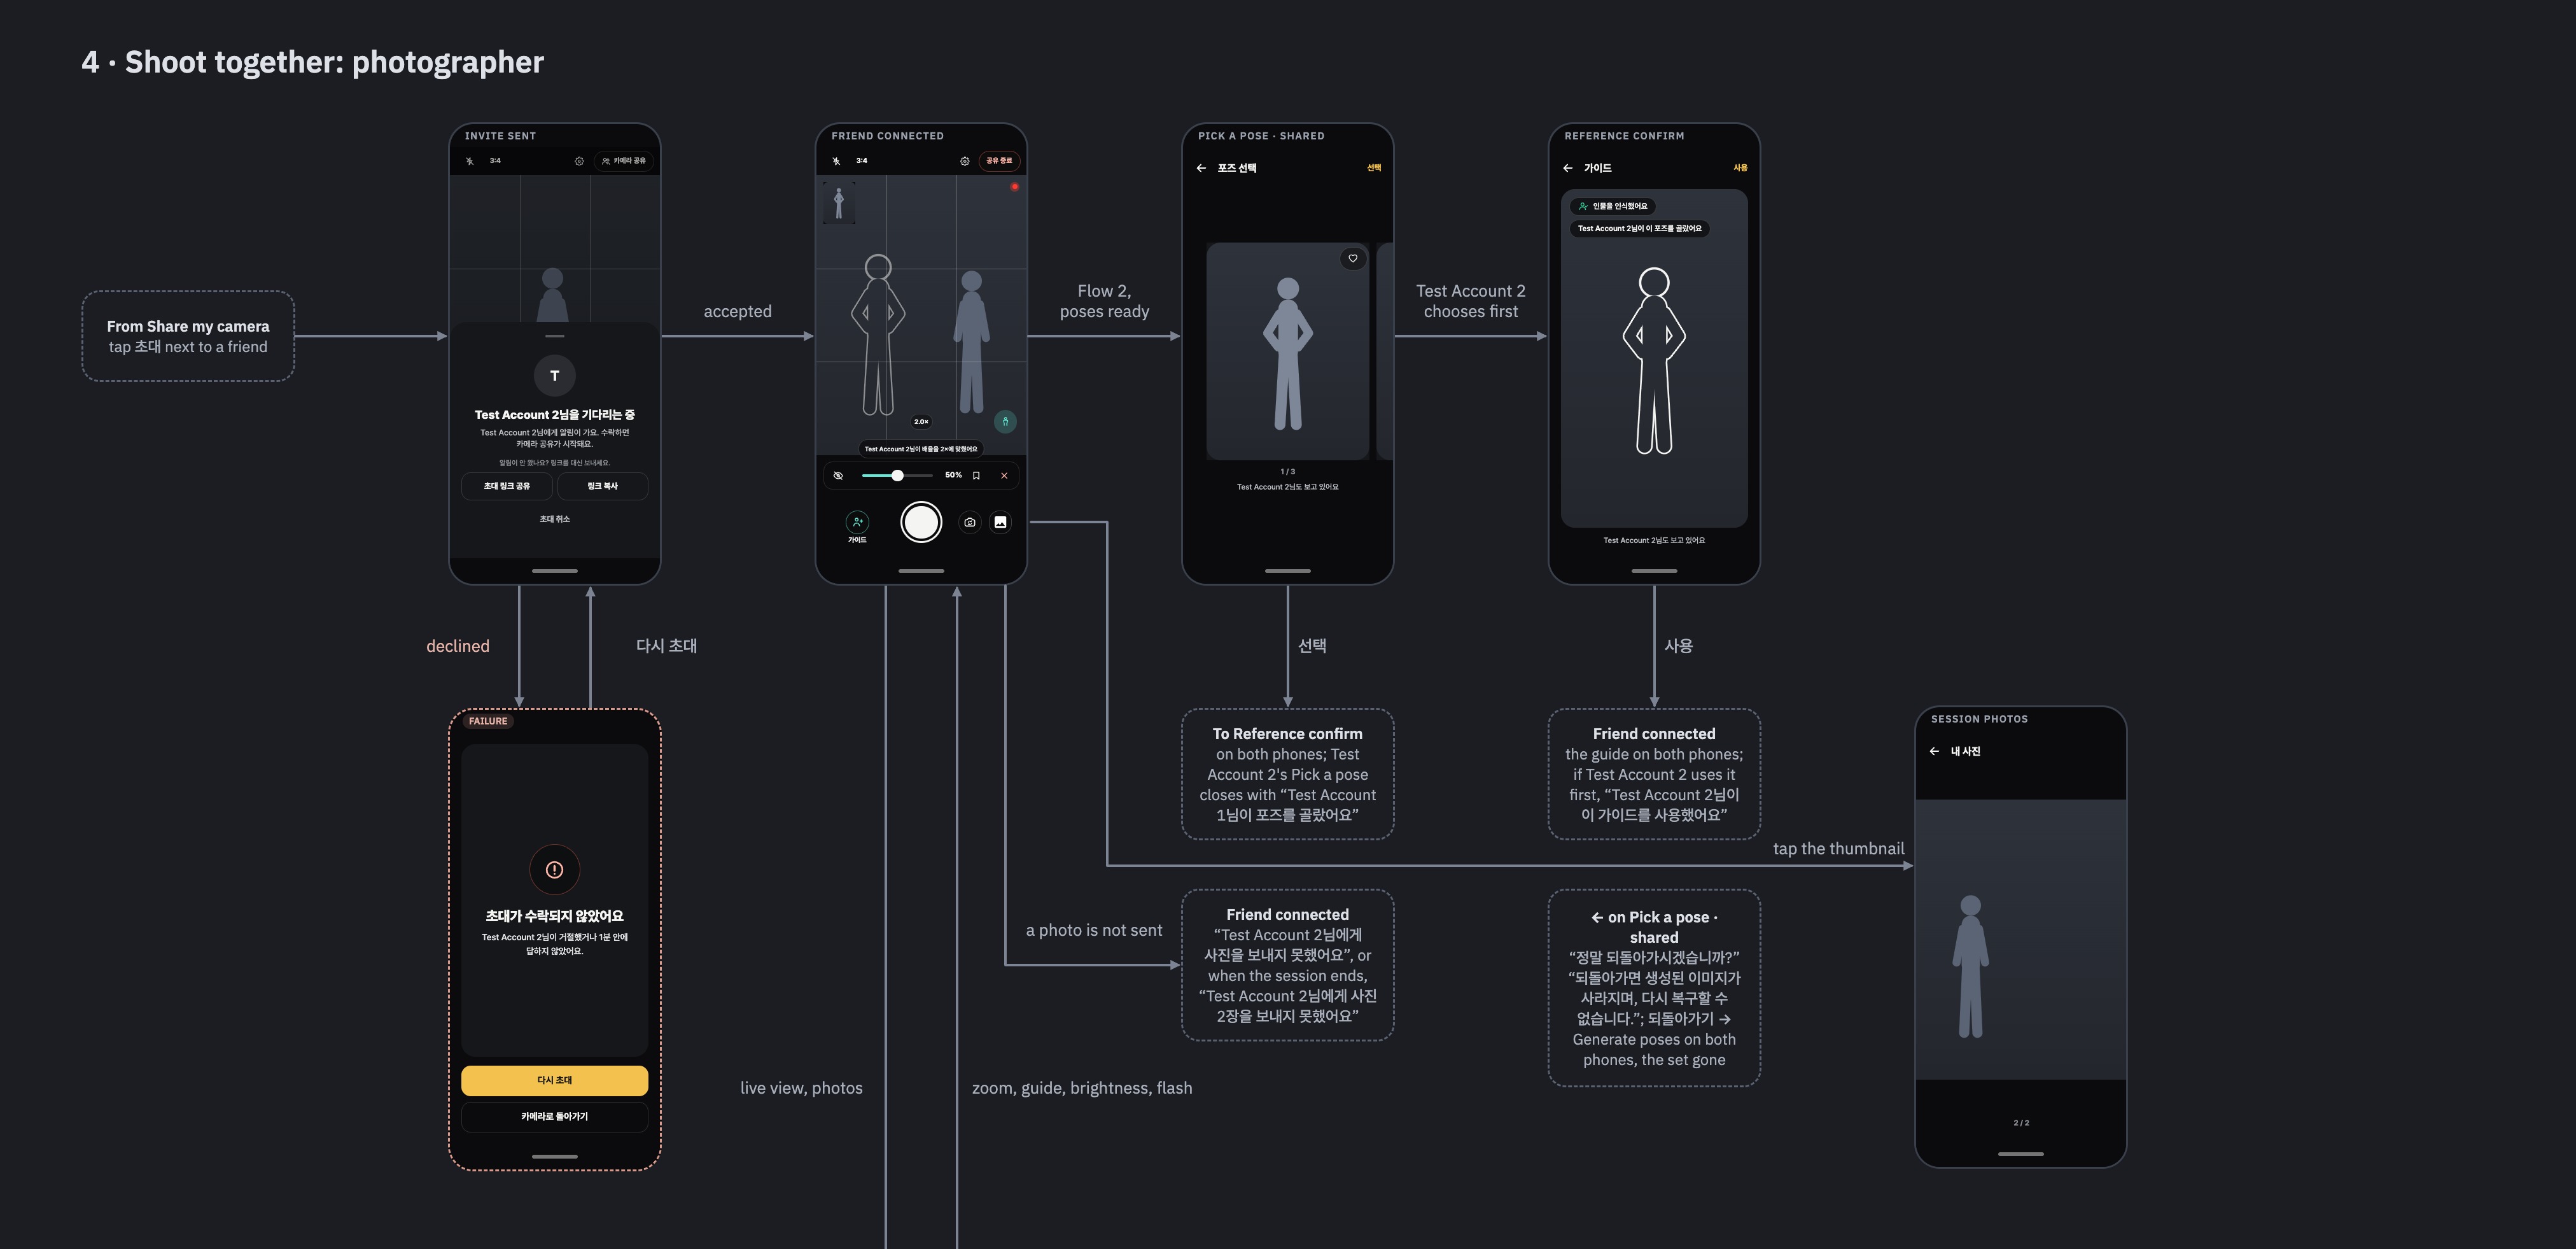 4 · Shoot together: photographer
INVITE SENT
3:4
카메라 공유
T
Test Account 2님을 기다리는 중
Test Account 2님에게 알림이 가요. 수락하면
카메라 공유가 시작돼요.
알림이 안 왔나요? 링크를 대신 보내세요.
초대 링크 공유
링크 복사
초대 취소
FRIEND CONNECTED
3:4
공유 종료
2.0×
Test Account 2님이 배율을 2×에 맞췄어요
50%
가이드
PICK A POSE · SHARED
← 포즈 선택
선택
1 / 3
Test Account 2님도 보고 있어요
REFERENCE CONFIRM
← 가이드
사용
인물을 인식했어요
Test Account 2님이 이 포즈를 골랐어요
Test Account 2님도 보고 있어요
From Share my camera
tap 초대 next to a friend
accepted
Flow 2,
poses ready
Test Account 2
chooses first
declined
다시 초대
선택
사용
FAILURE
초대가 수락되지 않았어요
Test Account 2님이 거절했거나 1분 안에
답하지 않았어요.
다시 초대
카메라로 돌아가기
To Reference confirm
on both phones; Test
Account 2's Pick a pose
closes with “Test Account
1님이 포즈를 골랐어요”
Friend connected
the guide on both phones;
if Test Account 2 uses it
first, “Test Account 2님이
이 가이드를 사용했어요”
tap the thumbnail
SESSION PHOTOS
← 내 사진
2 / 2
a photo is not sent
Friend connected
“Test Account 2님에게
사진을 보내지 못했어요”, or
when the session ends,
“Test Account 2님에게 사진
2장을 보내지 못했어요”
← on Pick a pose ·
shared
“정말 되돌아가시겠습니까?”
“되돌아가면 생성된 이미지가
사라지며, 다시 복구할 수
없습니다.”; 되돌아가기 →
Generate poses on both
phones, the set gone
live view, photos
zoom, guide, brightness, flash